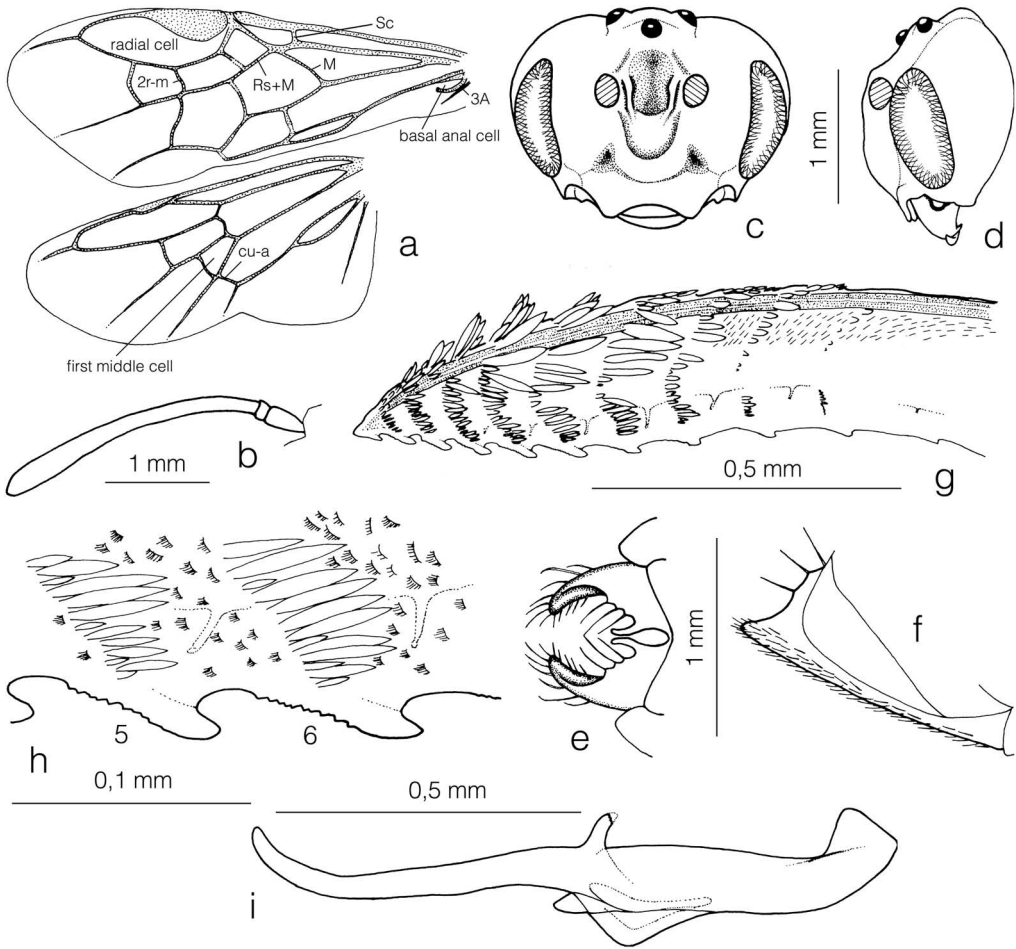 Sc
radial cell
2r-m
Rs+M
M
3A
basal anal cell
a
cu-a
first middle cell
b
1 mm
c
1 mm
d
g
0,5 mm
h
5
6
0,1 mm
e
1 mm
f
0,5 mm
i